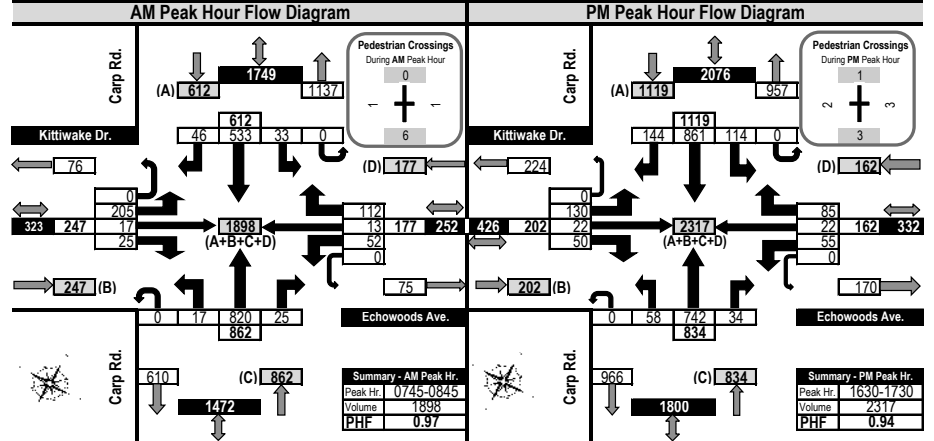 AM Peak Hour Flow Diagram
Carp Rd.
1749
(A) 612 1137
Pedestrian Crossings
During AM Peak Hour
0
1 1
6
Kittiwake Dr.
612
46 533 33 0
76
(D) 177
0
205
323 247 17
25
1898
(A+B+C+D)
112
13 177 252
52
0
247 (B)
75
0 17 820 25
862
Echowoods Ave.
Carp Rd.
610 (C) 862
1472
Summary - AM Peak Hr.
Peak Hr. 0745-0845
Volume 1898
PHF 0.97
PM Peak Hour Flow Diagram
Carp Rd.
2076
(A) 1119 957
Pedestrian Crossings
During PM Peak Hour
1
2 3
3
Kittiwake Dr.
1119
144 861 114 0
224
(D) 162
0
130
426 202 22
50
2317
(A+B+C+D)
85
22 162 332
55
0
202 (B)
170
0 58 742 34
834
Echowoods Ave.
Carp Rd.
966 (C) 834
1800
Summary - PM Peak Hr.
Peak Hr. 1630-1730
Volume 2317
PHF 0.94